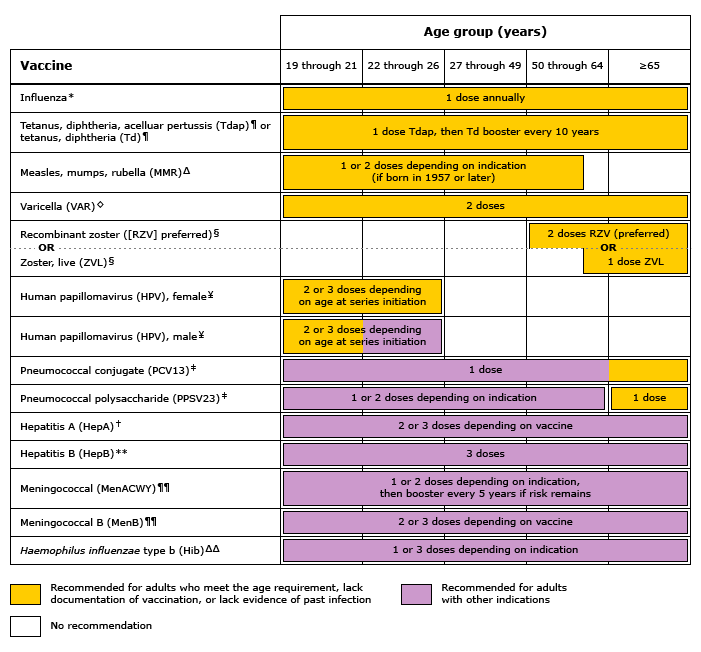 Age group (years)
Vaccine
19 through 21
22 through 26
27 through 49
50 through 64
≥65
Influenza*
1 dose annually
Tetanus, diphtheria, acelluar pertussis (Tdap)¶ or
tetanus, diphtheria (Td)¶
1 dose Tdap, then Td booster every 10 years
Measles, mumps, rubella (MMR)Δ
1 or 2 doses depending on indication
(if born in 1957 or later)
Varicella (VAR)◇
2 doses
Recombinant zoster ([RZV] preferred)§
2 doses RZV (preferred)
OR
OR
Zoster, live (ZVL)§
1 dose ZVL
Human papillomavirus (HPV), female¥
2 or 3 doses depending
on age at series initiation
Human papillomavirus (HPV), male¥
2 or 3 doses depending
on age at series initiation
Pneumococcal conjugate (PCV13)‡
1 dose
Pneumococcal polysaccharide (PPSV23)‡
1 or 2 doses depending on indication
1 dose
Hepatitis A (HepA)†
2 or 3 doses depending on vaccine
Hepatitis B (HepB)**
3 doses
Meningococcal (MenACWY)¶¶
1 or 2 doses depending on indication,
then booster every 5 years if risk remains
Meningococcal B (MenB)¶¶
2 or 3 doses depending on vaccine
Haemophilus influenzae type b (Hib)ΔΔ
1 or 3 doses depending on indication
Recommended for adults who meet the age requirement, lack
documentation of vaccination, or lack evidence of past infection
Recommended for adults
with other indications
No recommendation